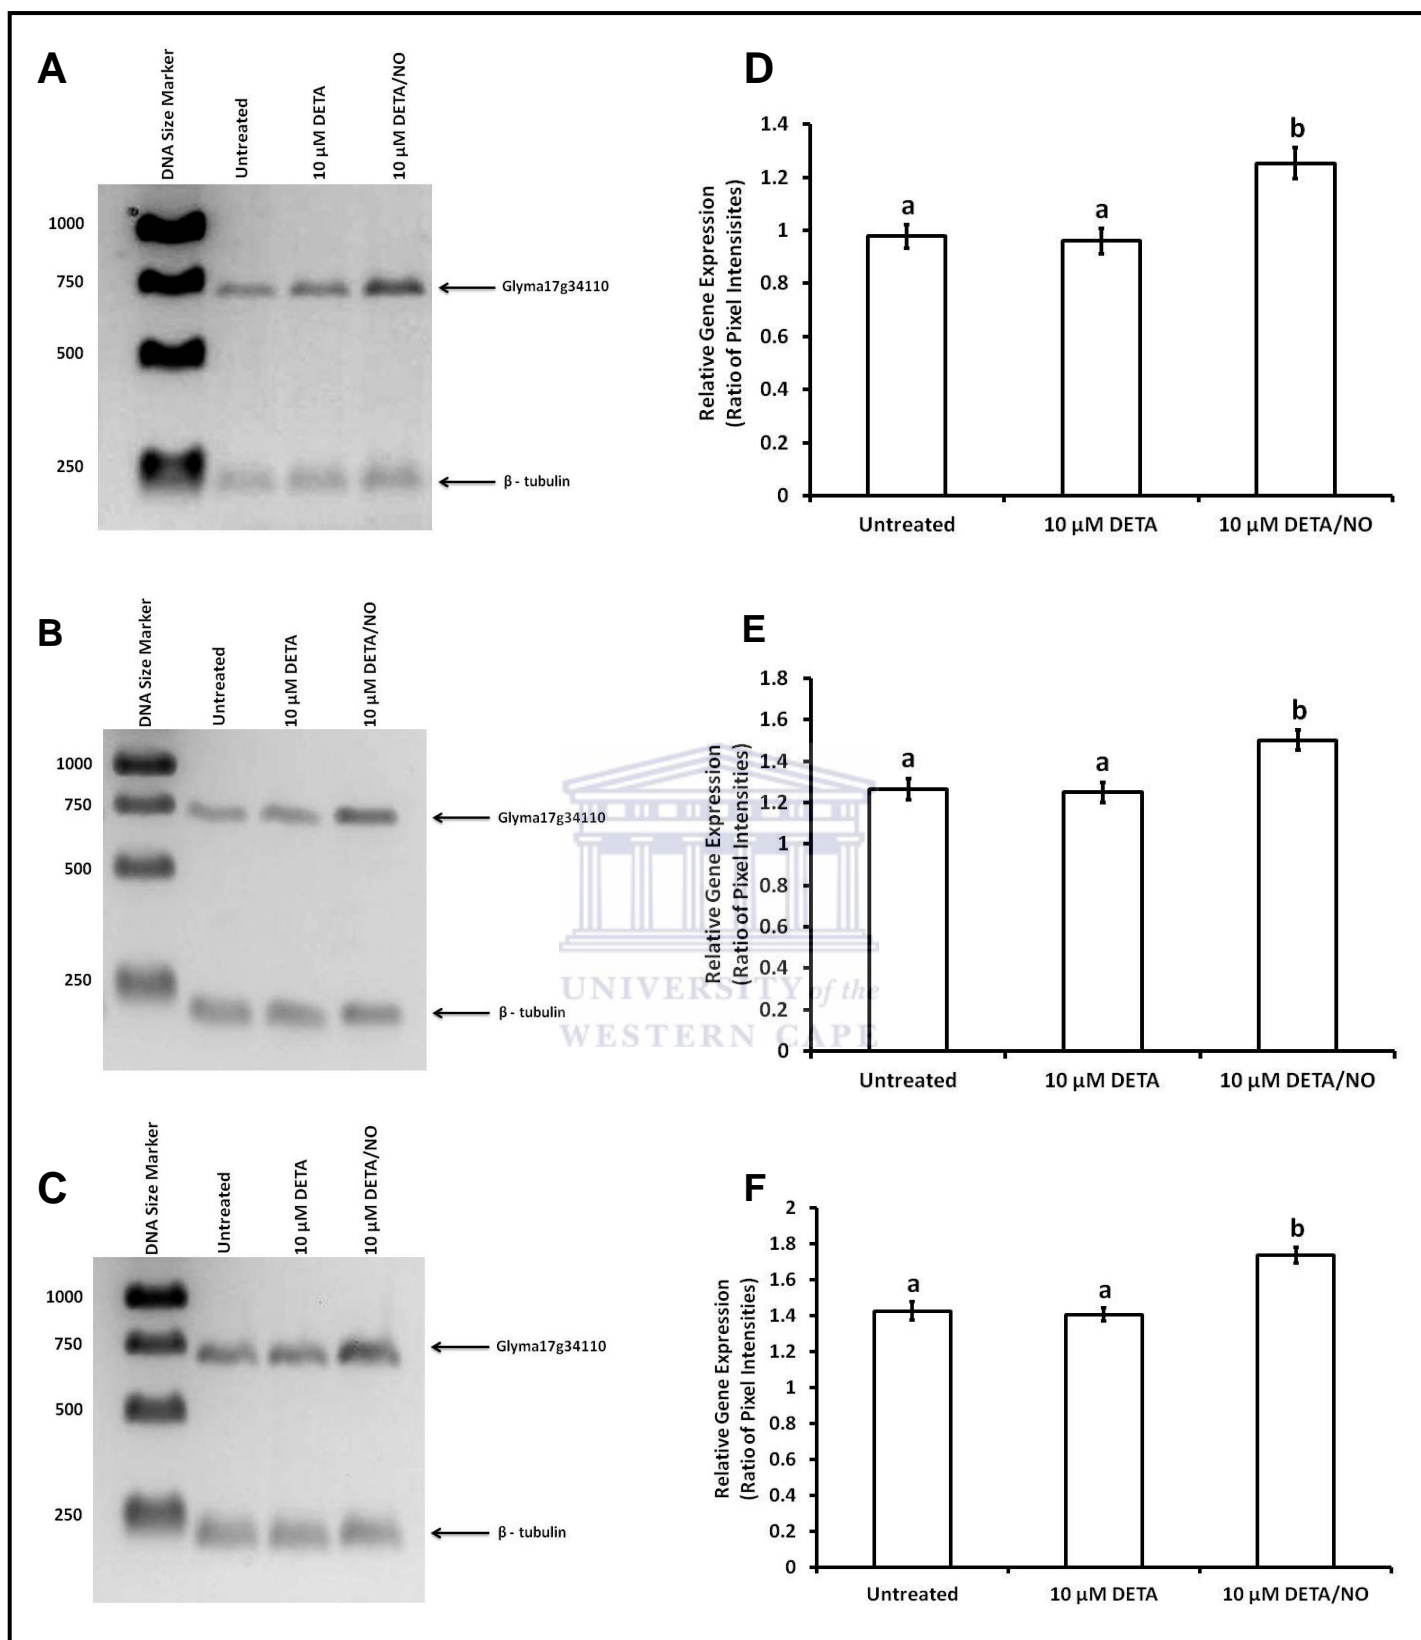 A
DNA Size Marker
Untreated
10 µM DETA
10 µM DETA/NO
1000
750
500
250
Glyma17g34110
β - tubulin
D
Relative Gene Expression
(Ratio of Pixel Intensisites)
1.4
1.2
1
0.8
0.6
0.4
0.2
0
a
a
b
Untreated
10 µM DETA
10 µM DETA/NO
B
DNA Size Marker
Untreated
10 µM DETA
10 µM DETA/NO
1000
750
500
250
Glyma17g34110
β - tubulin
E
Relative Gene Expression
(Ratio of Pixel Intensities)
1.8
1.6
1.4
1.2
1
0.8
0.6
0.4
0.2
0
a
a
b
Untreated
10 µM DETA
10 µM DETA/NO
UNIVERSITY of the
WESTERN CAPE
C
DNA Size Marker
Untreated
10 µM DETA
10 µM DETA/NO
1000
750
500
250
Glyma17g34110
β - tubulin
F
Relative Gene Expression
(Ratio of Pixel Intensities)
2
1.8
1.6
1.4
1.2
1
0.8
0.6
0.4
0.2
0
a
a
b
Untreated
10 µM DETA
10 µM DETA/NO